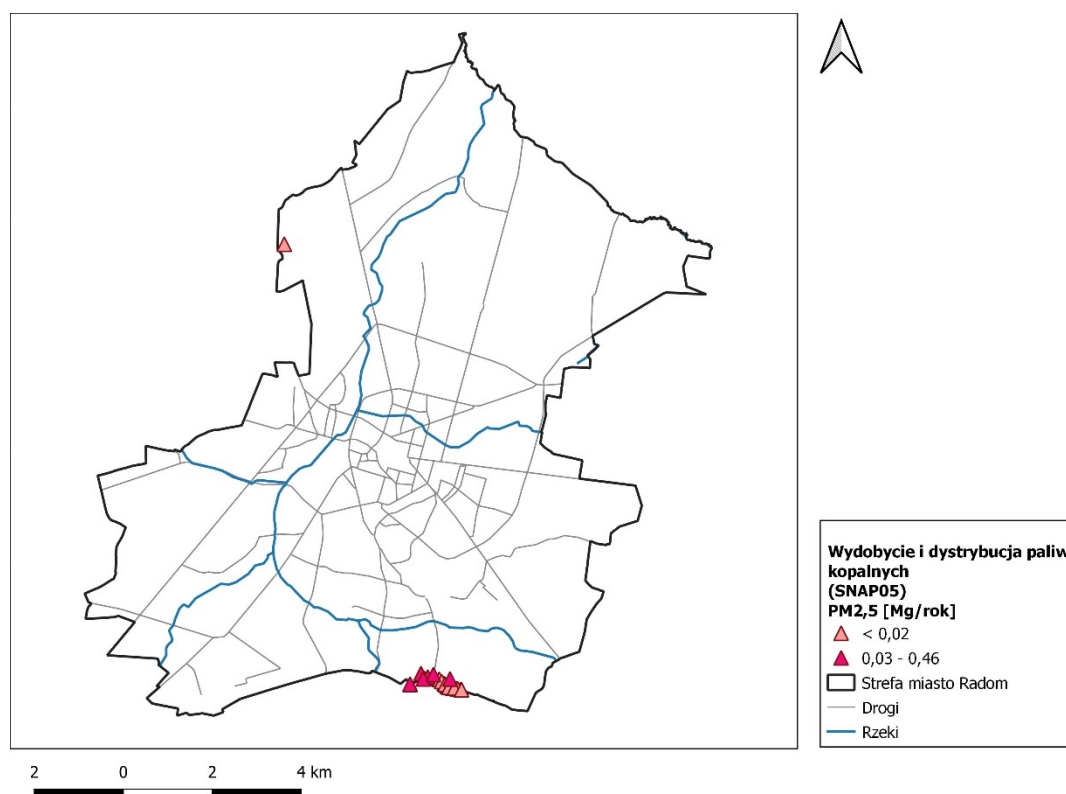 Wydobycie i dystrybucja paliw
kopalnych
(SNAP05)
PM2,5 [Mg/rok]
< 0,02
0,03 - 0,46
Strefa miasto Radom
Drogi
Rzeki
2 0 2 4 km